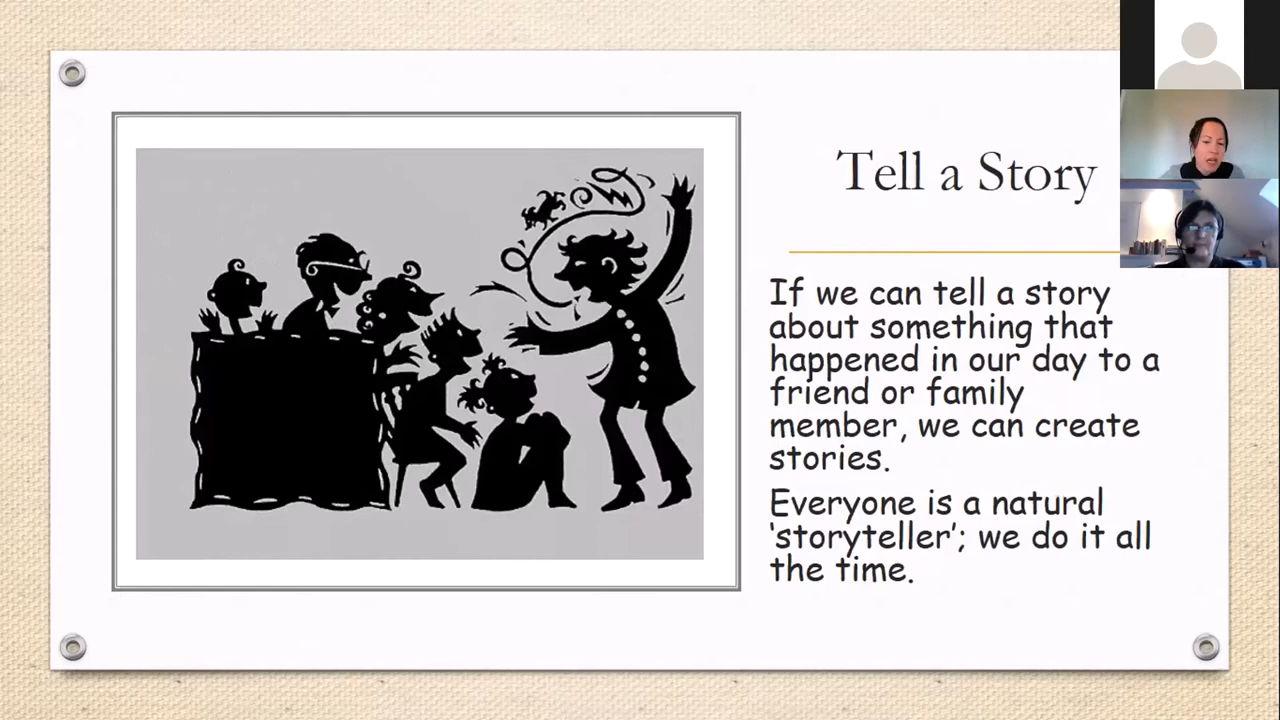 Tell a Story
If we can tell a story
about something that
happened in our day to a
friend or family
member, we can create
stories.
Everyone is a natural
‘storyteller’; we do it all
the time.